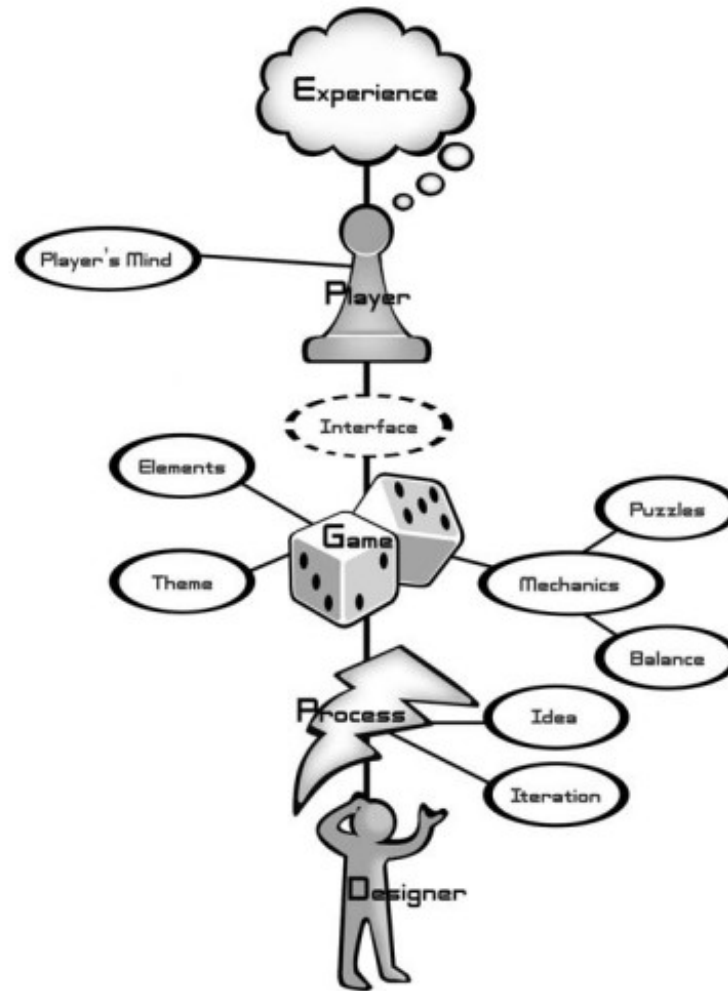 Experience
Player's Mind
Player
Interface
Elements
Game
Puzzles
Theme
Mechanics
Balance
Process
Idea
Iteration
Designer